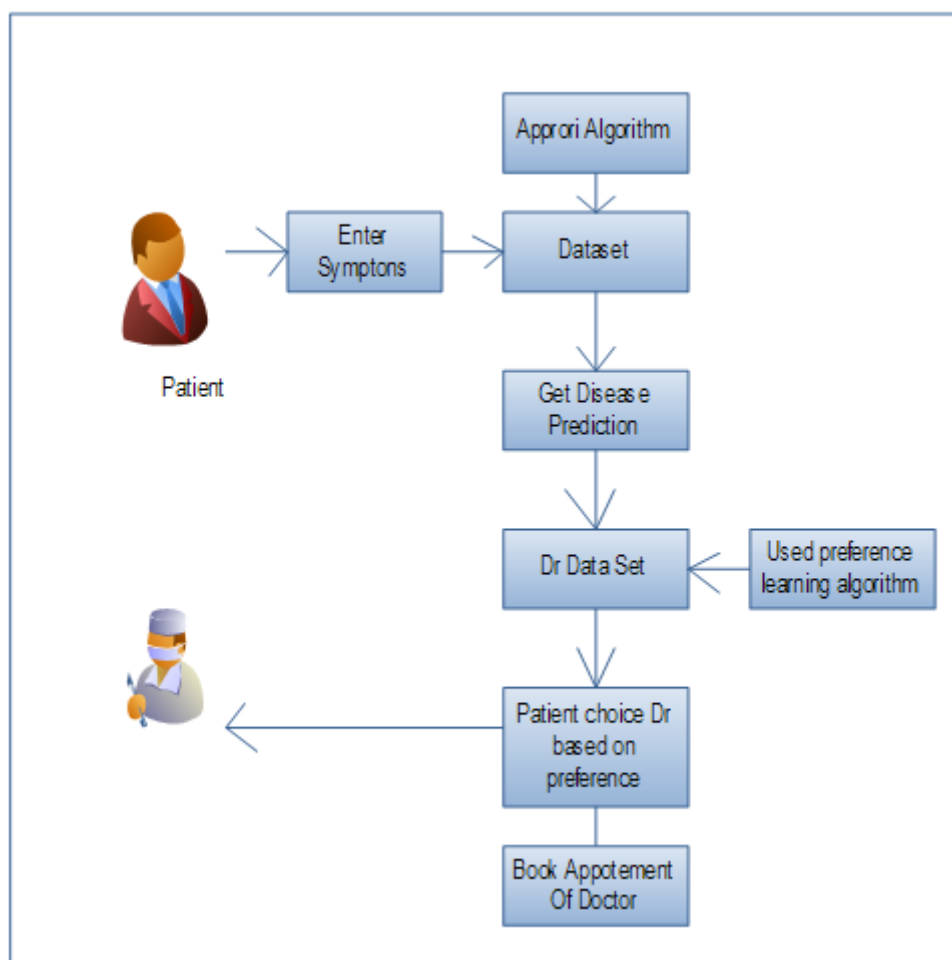 Approri Algorithm
Enter
Symptons
Dataset
Patient
Get Disease
Prediction
Dr Data Set
Used preference
learning algorithm
Patient choice Dr
based on
preference
Book Appotement
Of Doctor